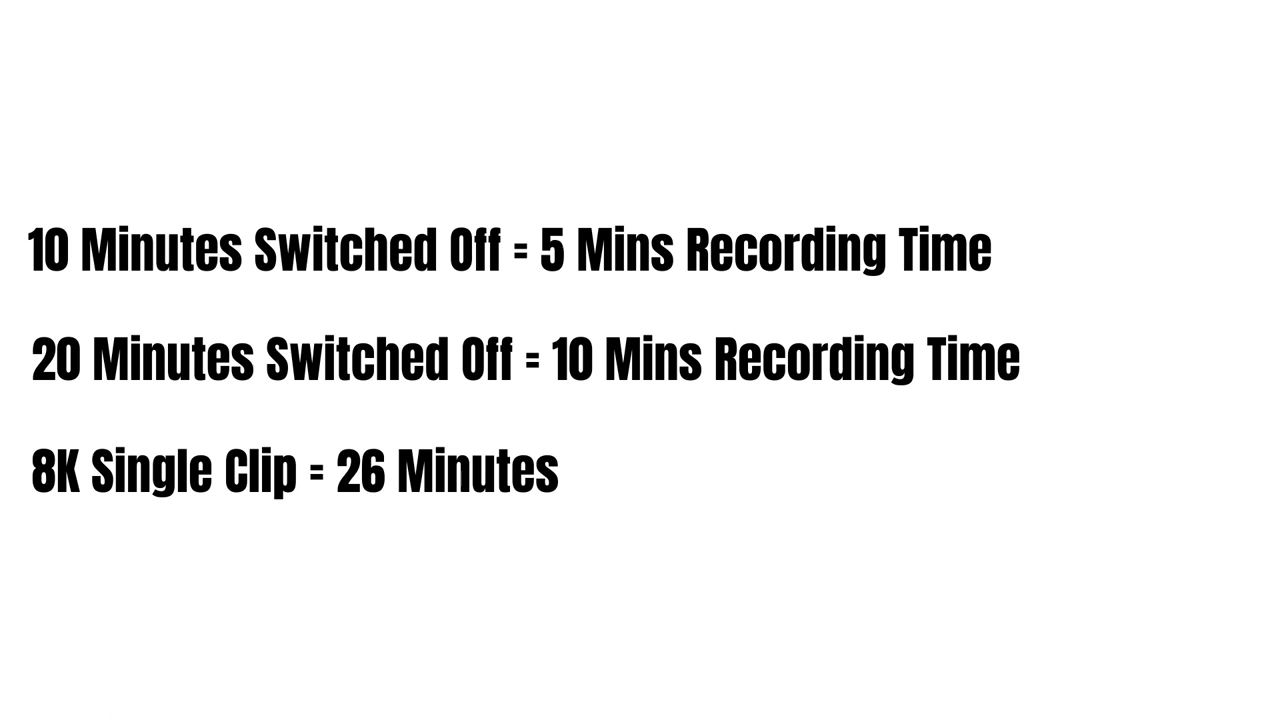 10 Minutes Switched Off = 5 Mins Recording Time
20 Minutes Switched Off = 10 Mins Recording Time
8K Single Clip = 26 Minutes